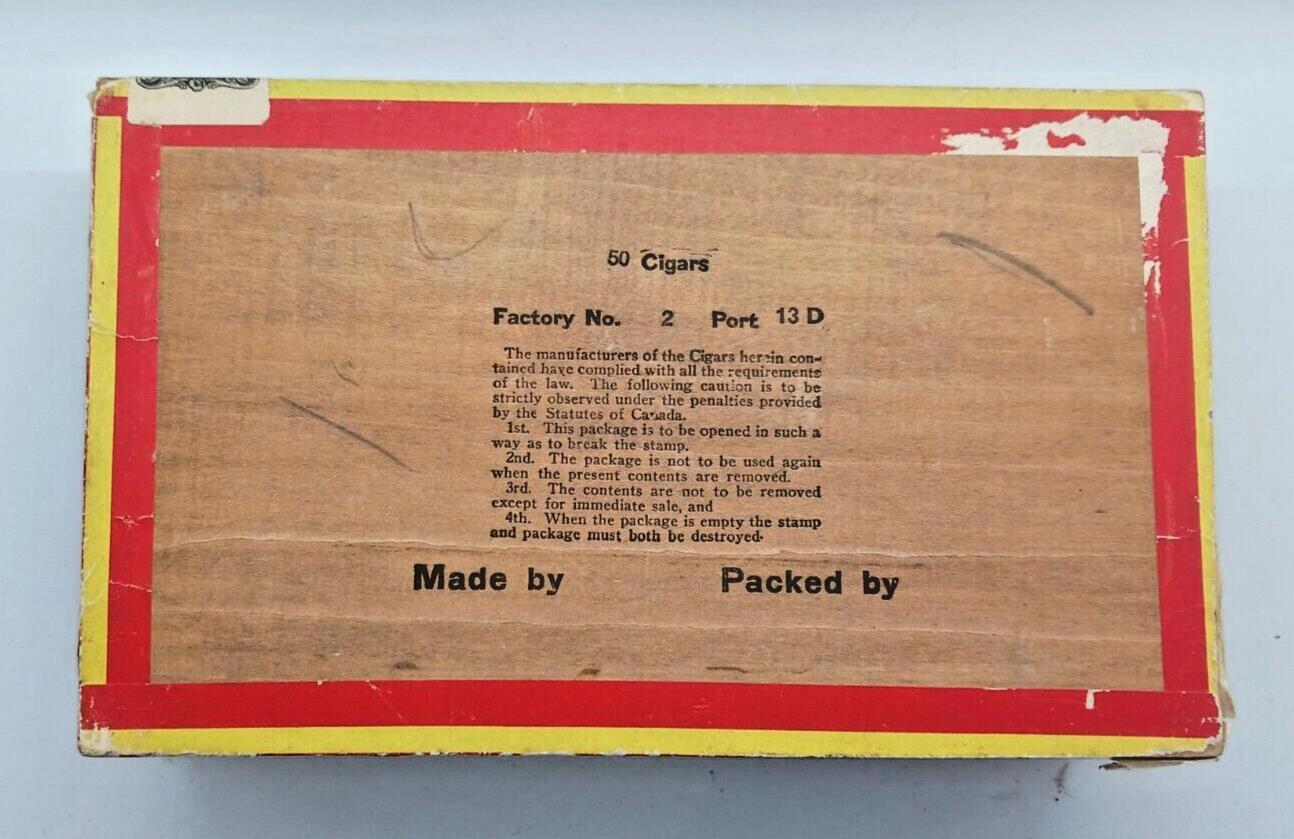 50 Cigars
Factory No. 2 Port 13 D
The manufacturers of the Cigars herein con-
tained have complied with all the requirements
of the law. The following caution is to be
strictly observed under the penalties provided
by the Statutes of Canada.
1st. This package is to be opened in such a
way as to break the stamp.
2nd. The package is not to be used again
when the present contents are removed.
3rd. The contents are not to be removed
except for immediate sale, and
4th. When the package is empty the stamp
and package must both be destroyed.
Made by Packed by